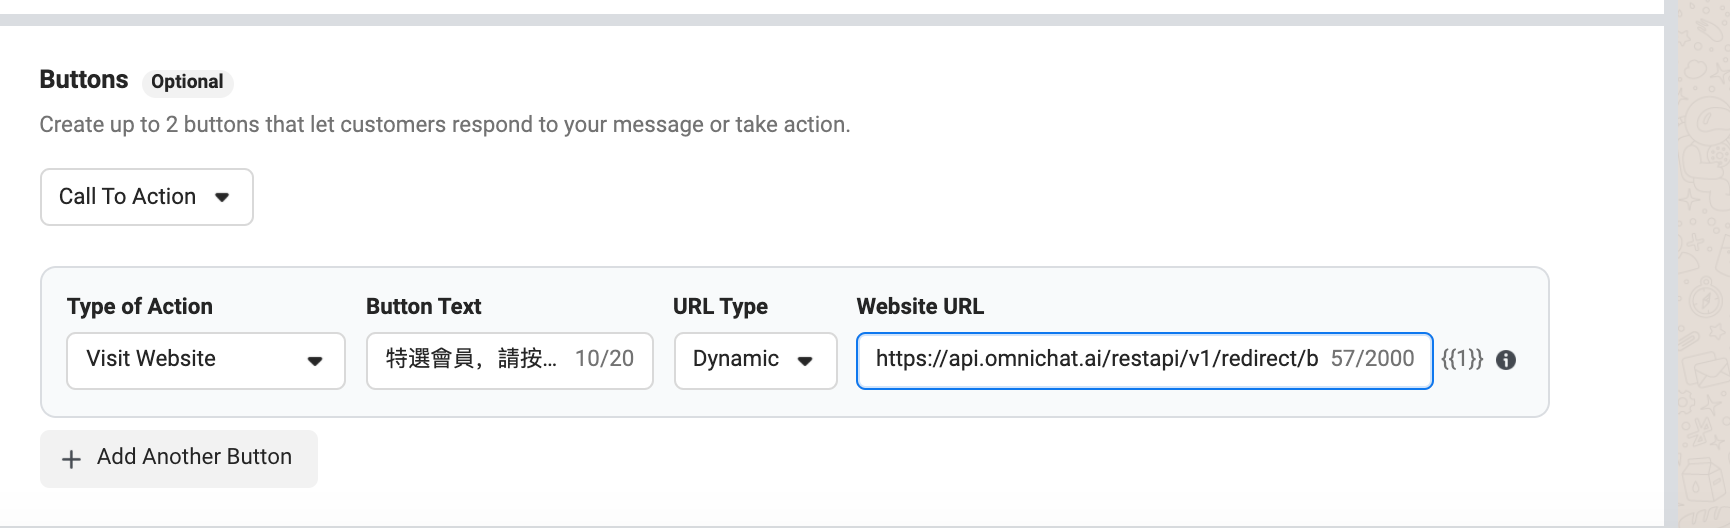 Buttons Optional
Create up to 2 buttons that let customers respond to your message or take action.
Call To Action
Type of Action Button Text URL Type Website URL
Visit Website 特選會員，請按... 10/20 Dynamic https://api.omnichat.ai/restapi/v1/redirect/b 57/2000 {{1}}
Add Another Button